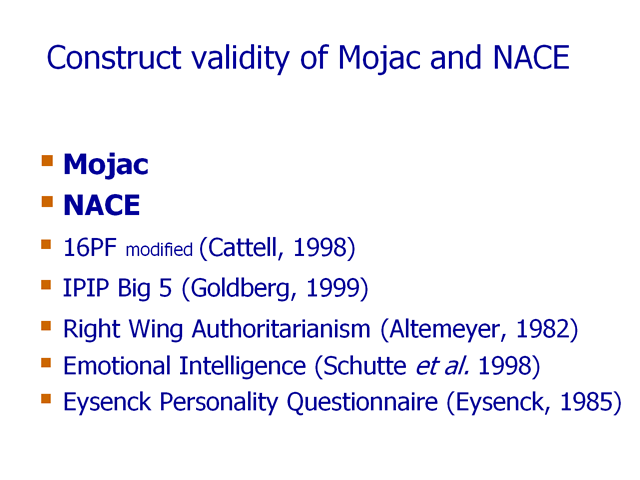 Construct validity of Mojac and NACE
Mojac
NACE
16PF modified (Cattell, 1998)
IPIP Big 5 (Goldberg, 1999)
Right Wing Authoritarianism (Altemeyer, 1982)
Emotional Intelligence (Schutte et al. 1998)
Eysenck Personality Questionnaire (Eysenck, 1985)